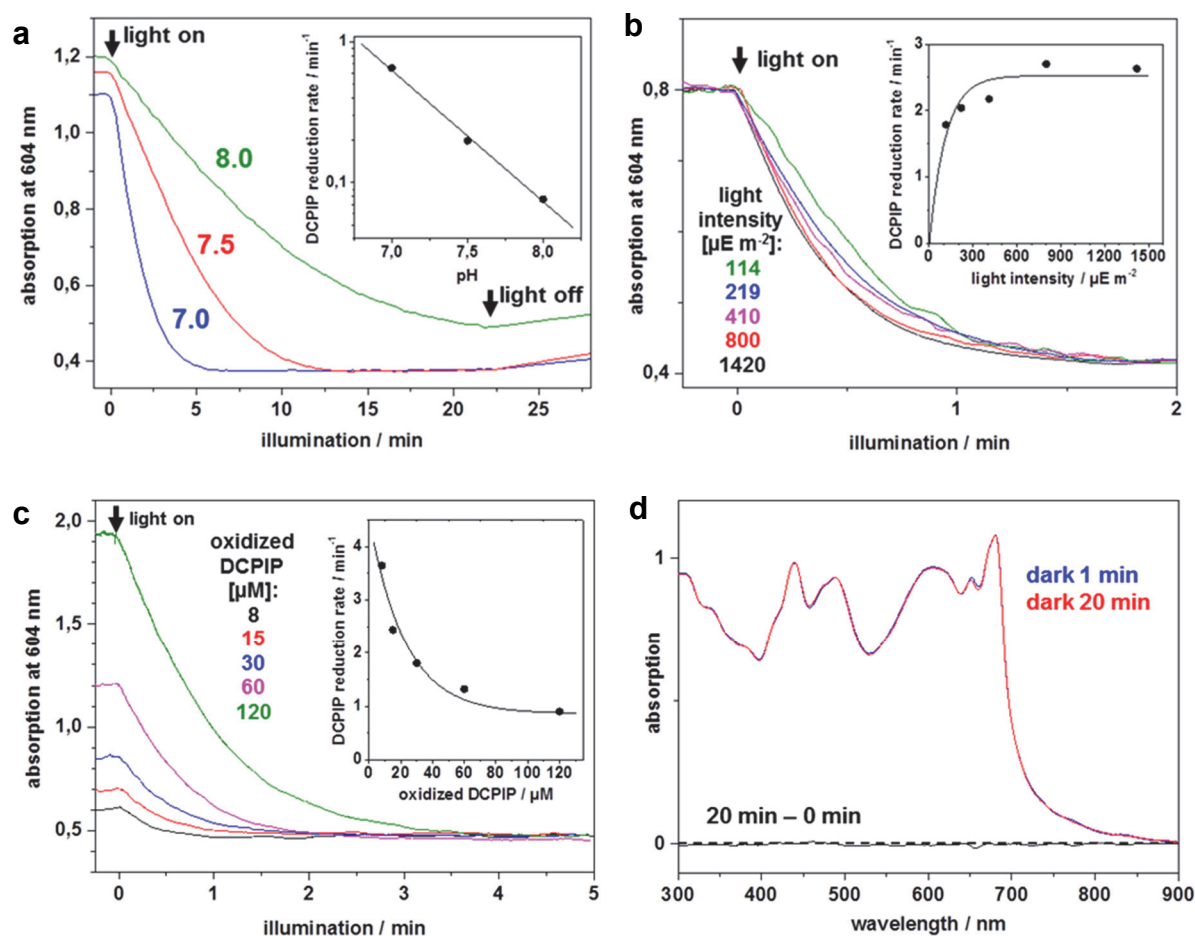 a
light on
1,2
1,0
0,8
0,6
0,4
absorption at 604 nm
8.0
7.5
7.0
light off
0
5
10
15
20
25
illumination / min
1
0,1
DCPIP reduction rate / min-1
7,0
7,5
8,0
pH
b
light on
0,8
0,4
absorption at 604 nm
light
intensity
[µE m-2]:
114
219
410
800
1420
0
1
2
illumination / min
3
2
1
0
DCPIP reduction rate / min-1
0
300
600
900
1200
1500
light intensity / µE m-2
c
light on
2,0
1,5
1,0
0,5
absorption at 604 nm
oxidized
DCPIP
[µM]:
8
15
30
60
120
0
1
2
3
4
5
illumination / min
4
3
2
1
0
DCPIP reduction rate / min-1
20
40
60
80
100
120
oxidized DCPIP / µM
d
1
0
absorption
dark 1 min
dark 20 min
20 min – 0 min
300
400
500
600
700
800
900
wavelength / nm